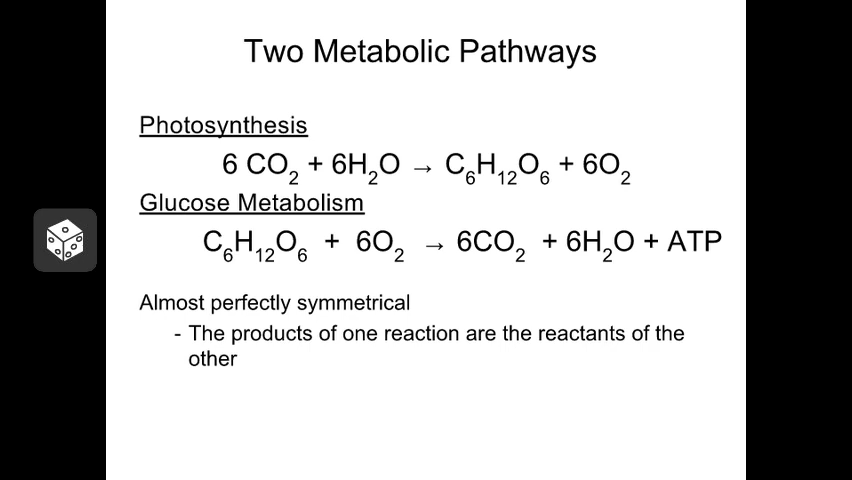 Two Metabolic Pathways
Photosynthesis
6 CO₂ + 6H₂O → C₆H₁₂O₆ + 6O₂
Glucose Metabolism
C₆H₁₂O₆ + 6O₂ → 6CO₂ + 6H₂O + ATP
Almost perfectly symmetrical
- The products of one reaction are the reactants of the
other